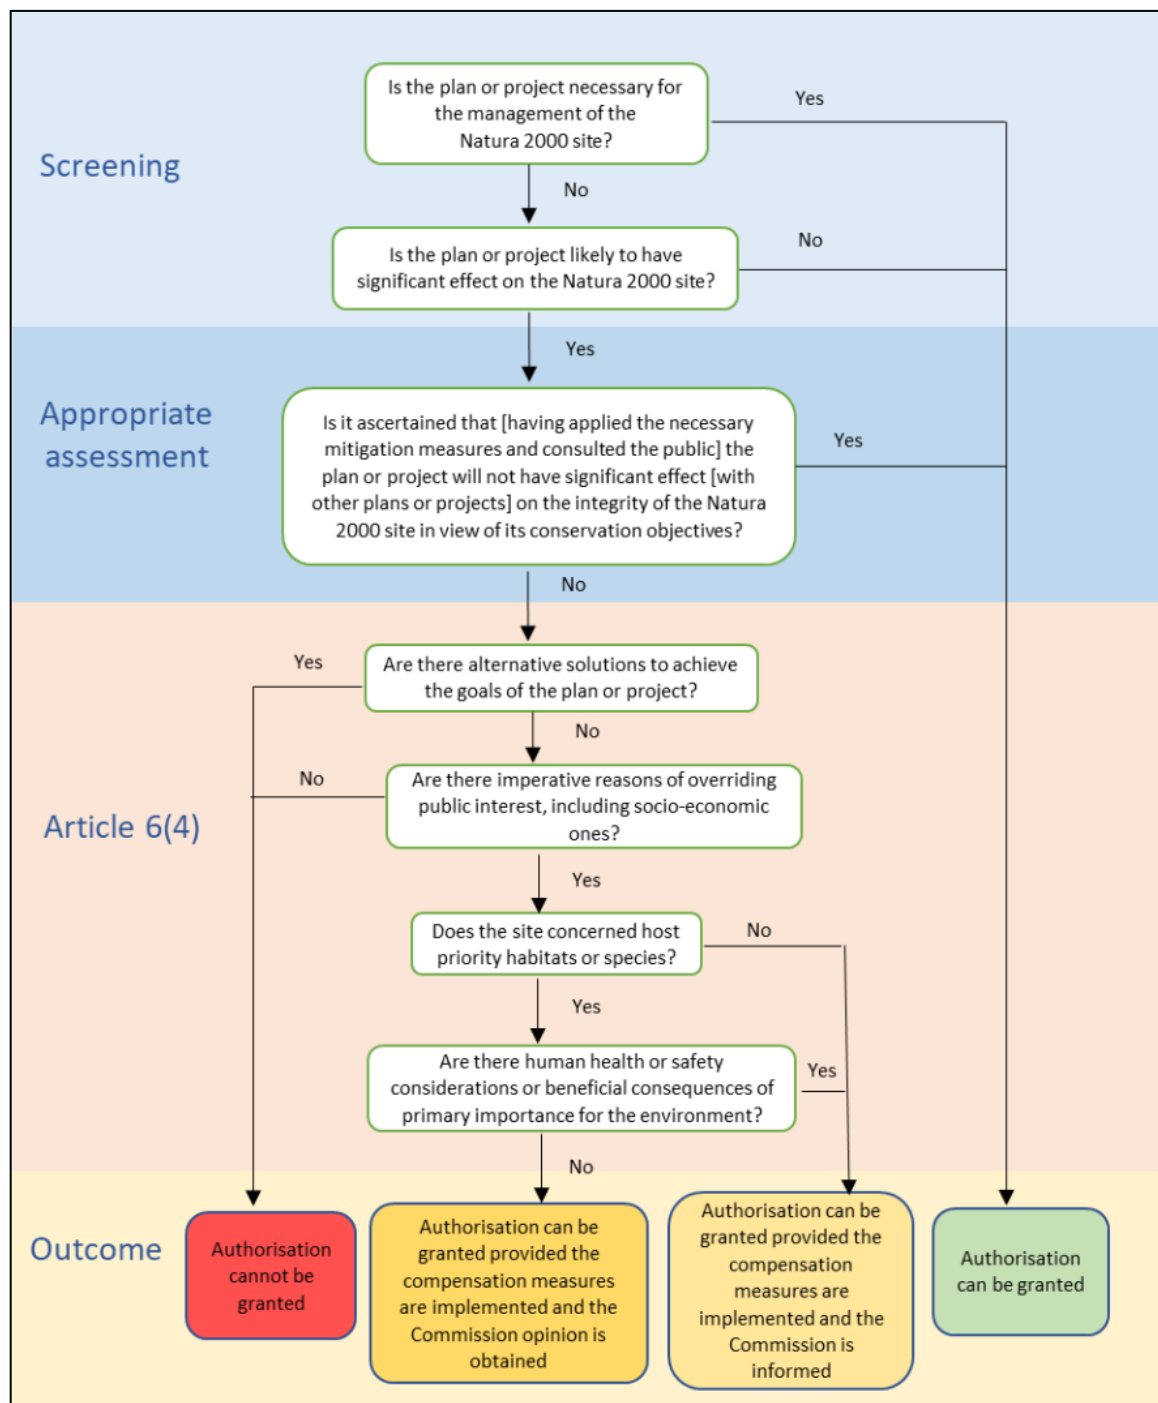 Is the plan or project necessary for
the management of the
Natura 2000 site?
Yes
Screening
No
Is the plan or project likely to have
significant effect on the Natura 2000 site?
No
Yes
Appropriate
assessment
Is it ascertained that [having applied the necessary
mitigation measures and consulted the public] the
plan or project will not have significant effect [with
other plans or projects] on the integrity of the Natura
2000 site in view of its conservation objectives?
Yes
No
Yes
Are there alternative solutions to achieve
the goals of the plan or project?
No
No
Are there imperative reasons of overriding
public interest, including socio-economic
ones?
Article 6(4)
Yes
Does the site concerned host
priority habitats or species?
No
Yes
Are there human health or safety
considerations or beneficial consequences of
primary importance for the environment?
Yes
No
Outcome
Authorisation
cannot be
granted
Authorisation can be
granted provided the
compensation measures
are implemented and the
Commission opinion is
obtained
Authorisation can be
granted provided the
compensation
measures are
implemented and the
Commission is
informed
Authorisation
can be granted